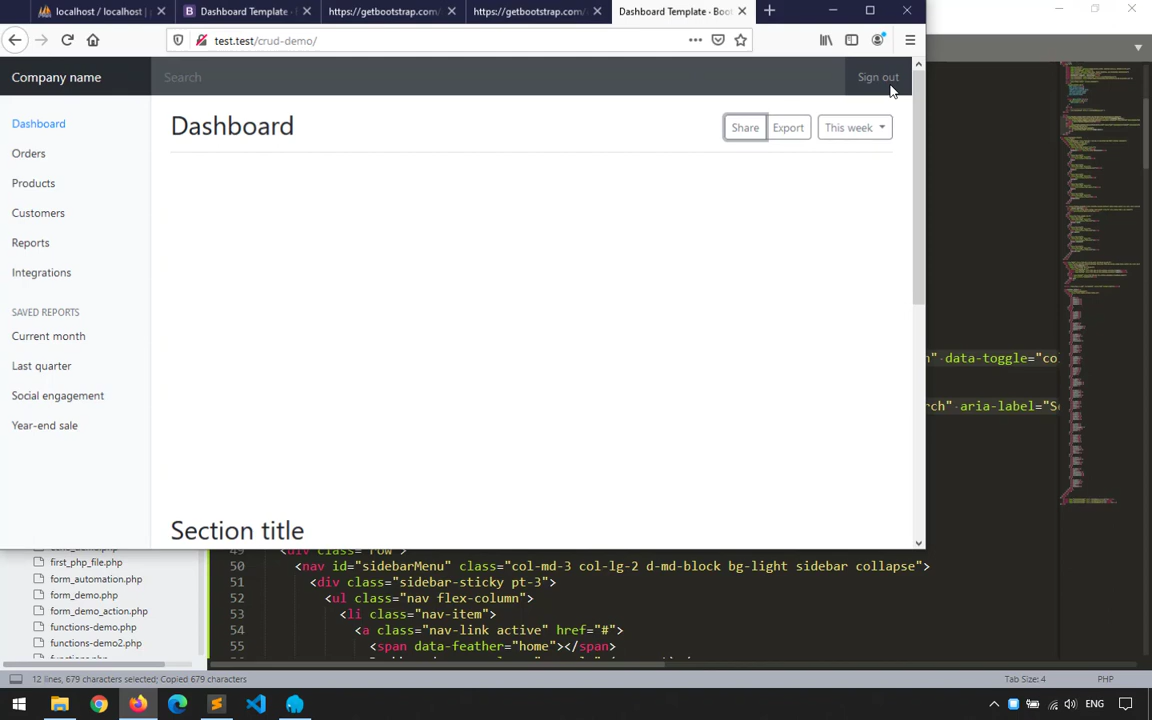 localhost / localhost |
Dashboard Template ·
https://getbootstrap.com/
https://getbootstrap.com/
Dashboard Template · Boo
test.test/crud-demo/
Company name
Search
Sign out
Dashboard
Orders
Products
Customers
Reports
Integrations
SAVED REPORTS
Current month
Last quarter
Social engagement
Year-end sale
Dashboard
Share
Export
This week
Section title
n" data-toggle="co
rch" aria-label="S
49 <div class="row">
50 <nav id="sidebarMenu" class="col-md-3 col-lg-2 d-md-block bg-light sidebar collapse">
51 <div class="sidebar-sticky pt-3">
52 <ul class="nav flex-column">
53 <li class="nav-item">
54 <a class="nav-link active" href="#">
55 <span data-feather="home"></span>
first_php_file.php
form_automation.php
form_demo.php
form_demo_action.php
functions-demo.php
functions-demo2.php
12 lines, 679 characters selected; Copied 679 characters
Tab Size: 4
PHP
ENG